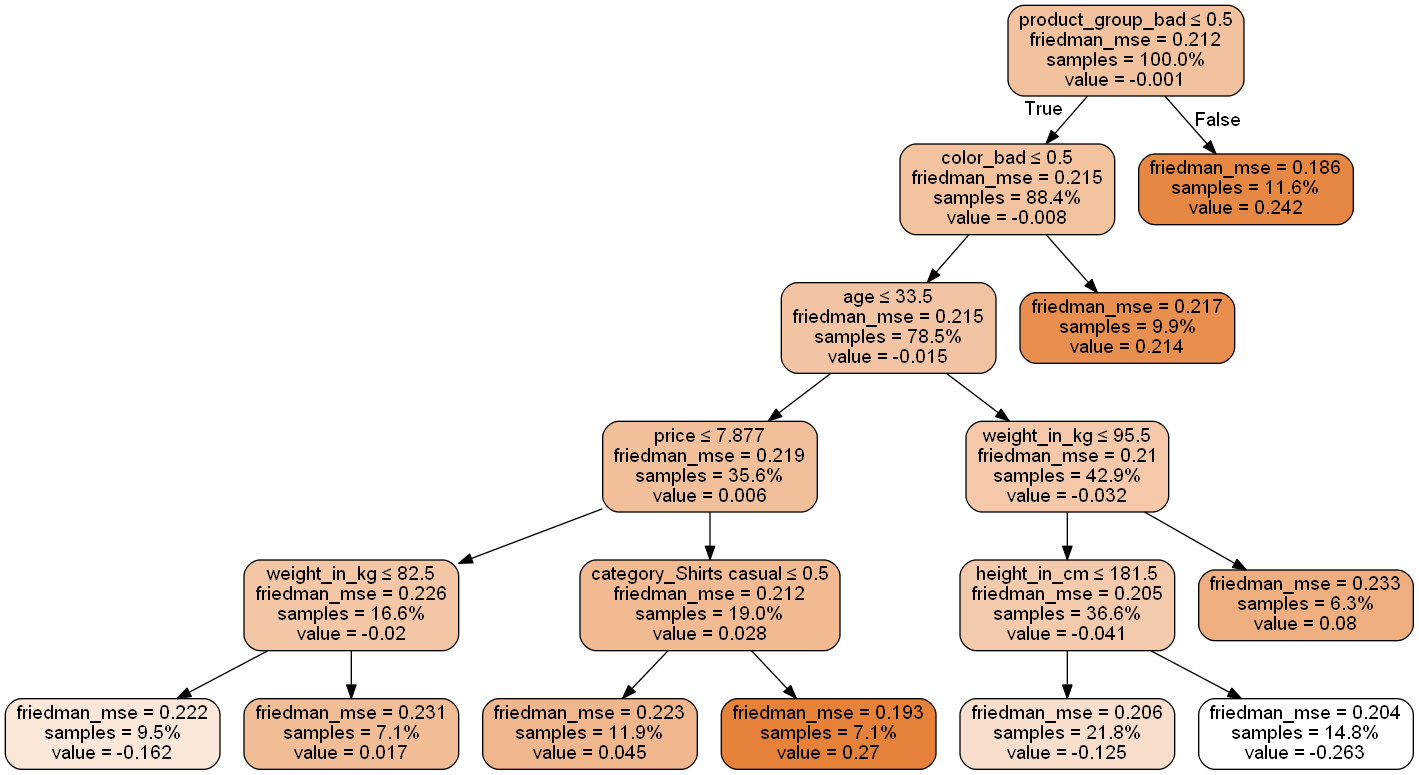 product_group_bad ≤ 0.5
friedman_mse = 0.212
samples = 100.0%
value = -0.001
True
False
color_bad ≤ 0.5
friedman_mse = 0.215
samples = 88.4%
value = -0.008
friedman_mse = 0.186
samples = 11.6%
value = 0.242
age ≤ 33.5
friedman_mse = 0.215
samples = 78.5%
value = -0.015
friedman_mse = 0.217
samples = 9.9%
value = 0.214
price ≤ 7.877
friedman_mse = 0.219
samples = 35.6%
value = 0.006
weight_in_kg ≤ 95.5
friedman_mse = 0.21
samples = 42.9%
value = -0.032
weight_in_kg ≤ 82.5
friedman_mse = 0.226
samples = 16.6%
value = -0.02
category_Shirts casual ≤ 0.5
friedman_mse = 0.212
samples = 19.0%
value = 0.028
height_in_cm ≤ 181.5
friedman_mse = 0.205
samples = 36.6%
value = -0.041
friedman_mse = 0.233
samples = 6.3%
value = 0.08
friedman_mse = 0.222
samples = 9.5%
value = -0.162
friedman_mse = 0.231
samples = 7.1%
value = 0.017
friedman_mse = 0.223
samples = 11.9%
value = 0.045
friedman_mse = 0.193
samples = 7.1%
value = 0.27
friedman_mse = 0.206
samples = 21.8%
value = -0.125
friedman_mse = 0.204
samples = 14.8%
value = -0.263